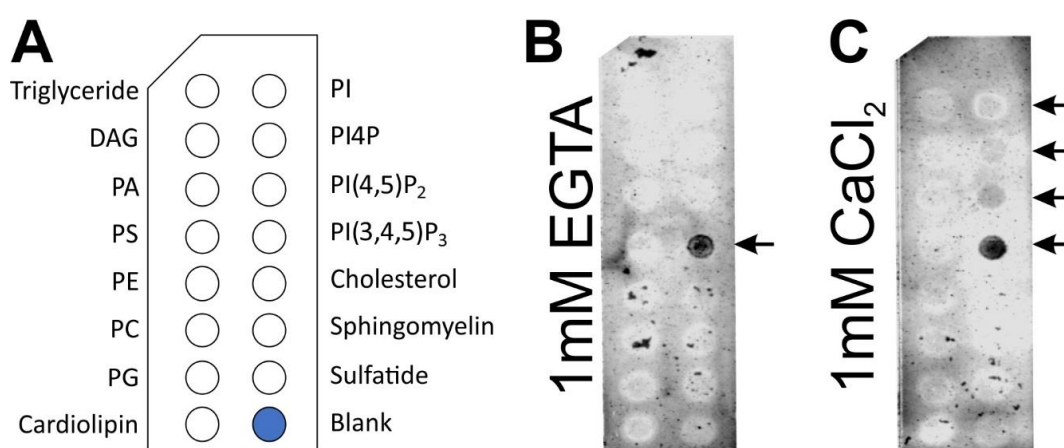 A
Triglyceride PI
DAG PI4P
PA PI(4,5)P₂
PS PI(3,4,5)P₃
PE Cholesterol
PC Sphingomyelin
PG Sulfatide
Cardiolipin Blank
B
1mM EGTA
C
1mM CaCl₂